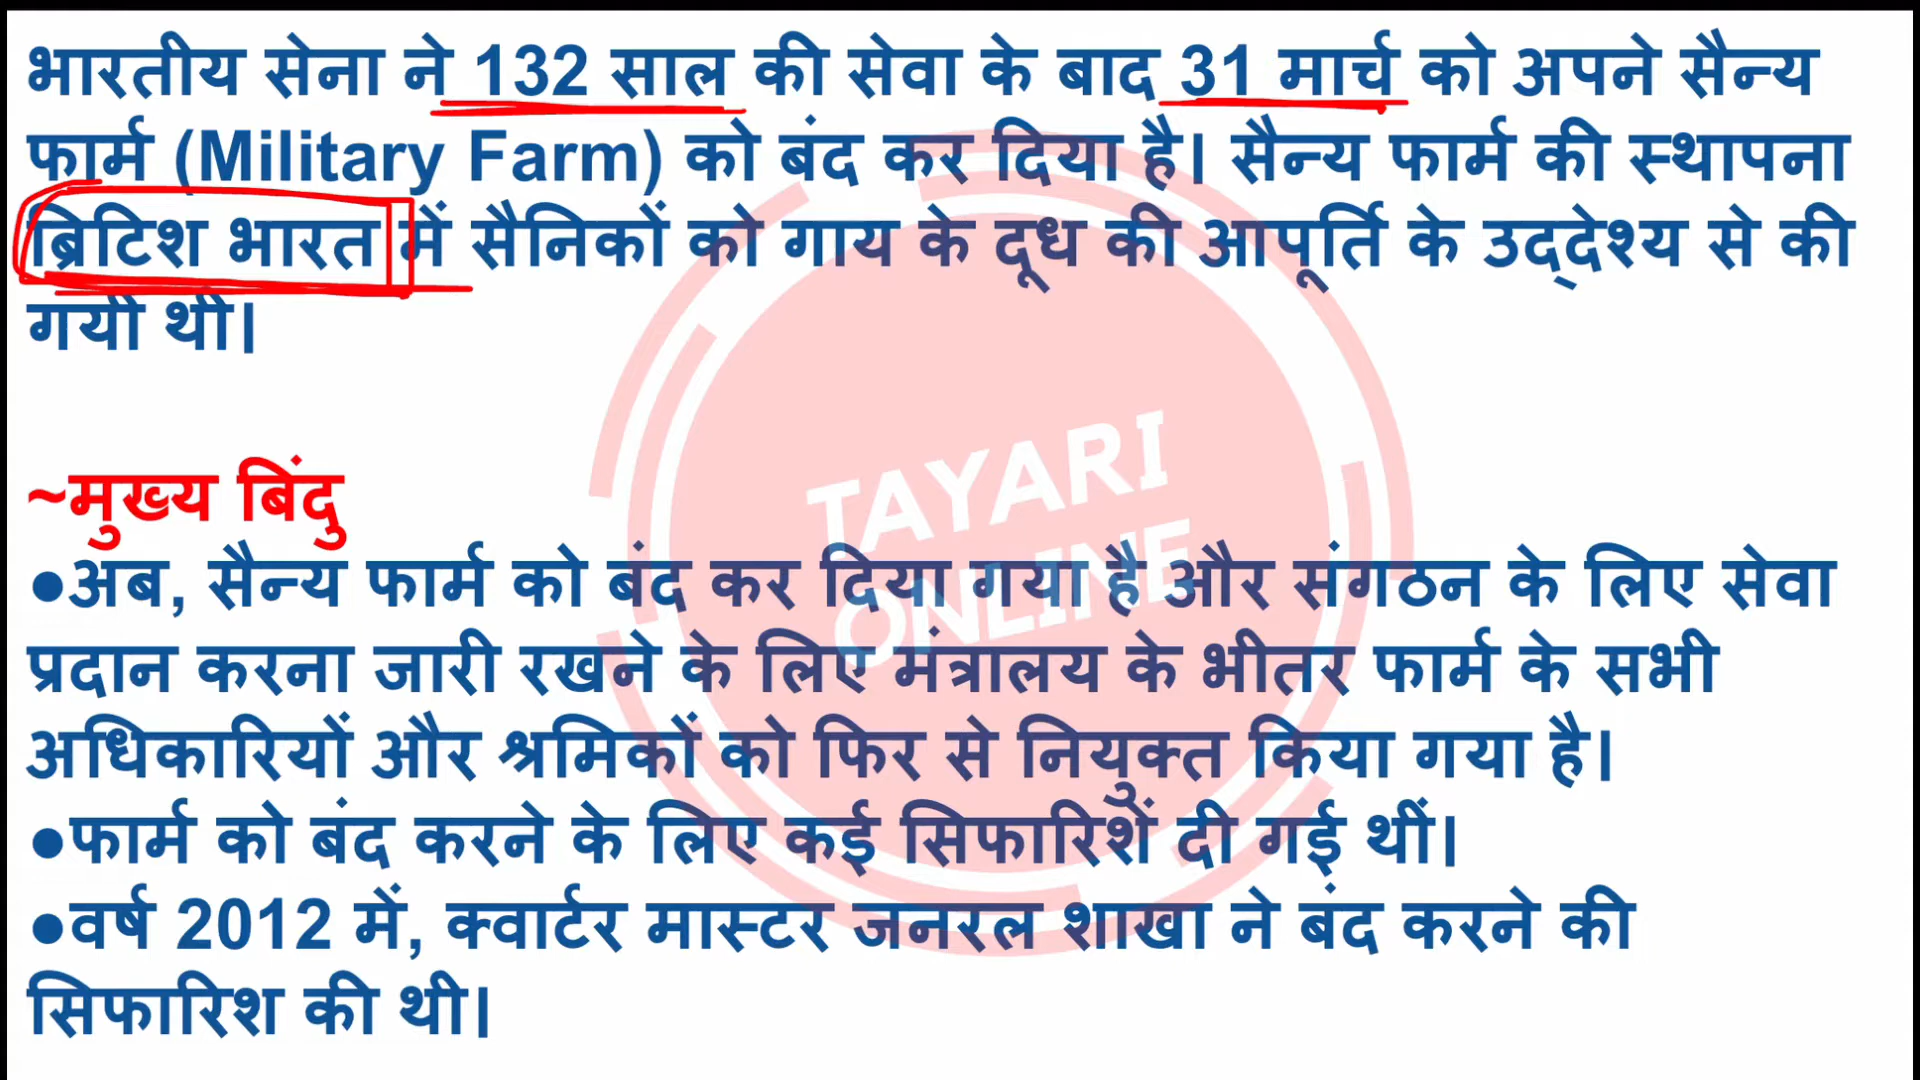 भारतीय सेना ने 132 साल की सेवा के बाद 31 मार्च को अपने सैन्य
फार्म (Military Farm) को बंद कर दिया है। सैन्य फार्म की स्थापना
ब्रिटिश भारत में सैनिकों को गाय के दूध की आपूर्ति के उद्देश्य से की
गयी थी।
~मुख्य बिंदु
●अब, सैन्य फार्म को बंद कर दिया गया है और संगठन के लिए सेवा
प्रदान करना जारी रखने के लिए मंत्रालय के भीतर फार्म के सभी
अधिकारियों और श्रमिकों को फिर से नियुक्त किया गया है।
●फार्म को बंद करने के लिए कई सिफारिशें दी गई थीं।
●वर्ष 2012 में, क्वार्टर मास्टर जनरल शाखा ने बंद करने की
सिफारिश की थी।
TAYARI
ONLINE